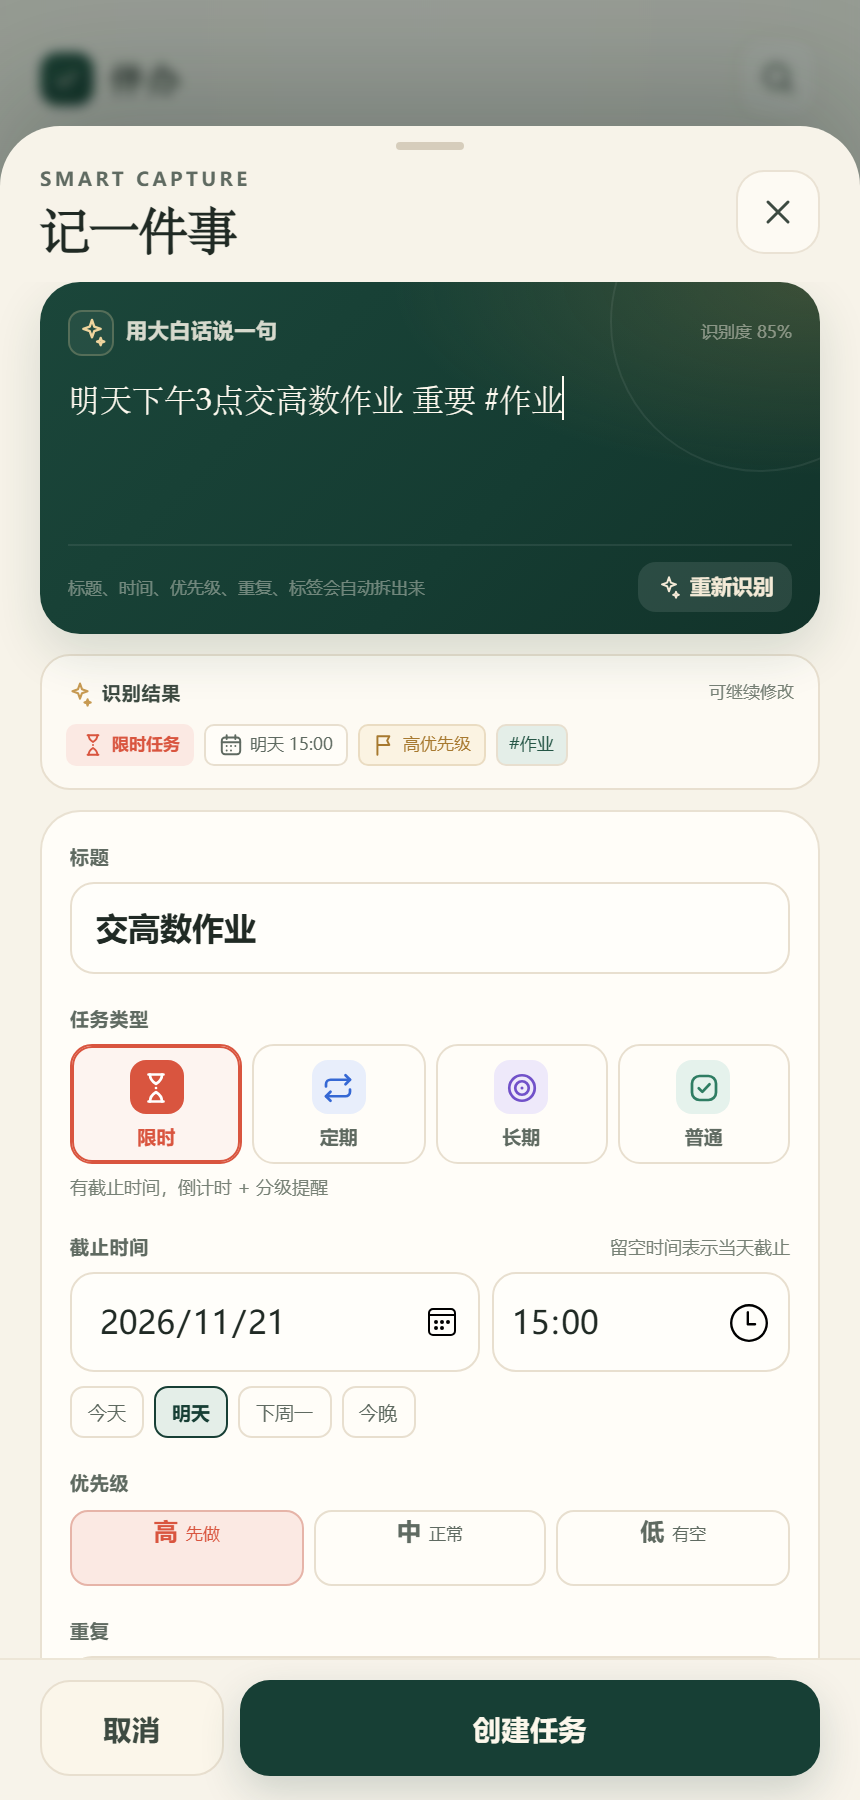 SMART CAPTURE
记一件事
用大白话说一句
识别度 85%
明天下午3点交高数作业 重要 #作业
标题、时间、优先级、重复、标签会自动拆出来
重新识别
识别结果
可继续修改
限时任务
明天 15:00
高优先级
#作业
标题
交高数作业
任务类型
限时
定期
长期
普通
有截止时间，倒计时 + 分级提醒
截止时间
留空时间表示当天截止
2026/11/21
15:00
今天
明天
下周一
今晚
优先级
高 先做
中 正常
低 有空
重复
取消
创建任务